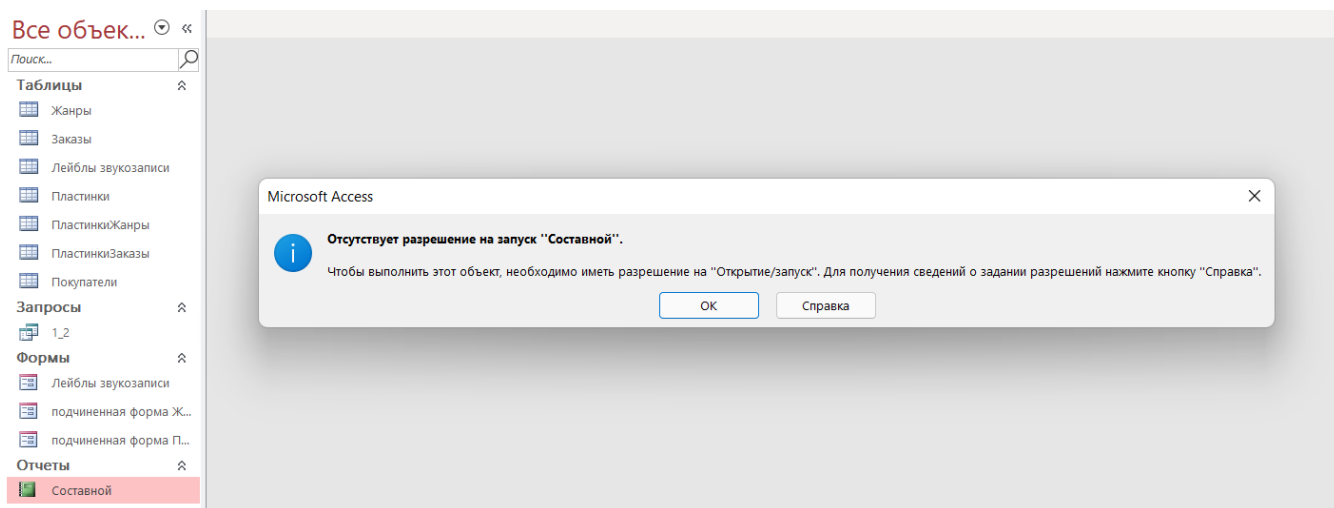 Все объек...
Поиск...
Таблицы
Жанры
Заказы
Лейблы звукозаписи
Пластинки
ПластинкиЖанры
ПластинкиЗаказы
Покупатели
Запросы
1_2
Формы
Лейблы звукозаписи
подчиненная форма Ж...
подчиненная форма П...
Отчеты
Составной
Microsoft Access
Отсутствует разрешение на запуск ''Составной''.
Чтобы выполнить этот объект, необходимо иметь разрешение на ''Открытие/запуск''. Для получения сведений о задании разрешений нажмите кнопку ''Справка''.
ОК
Справка